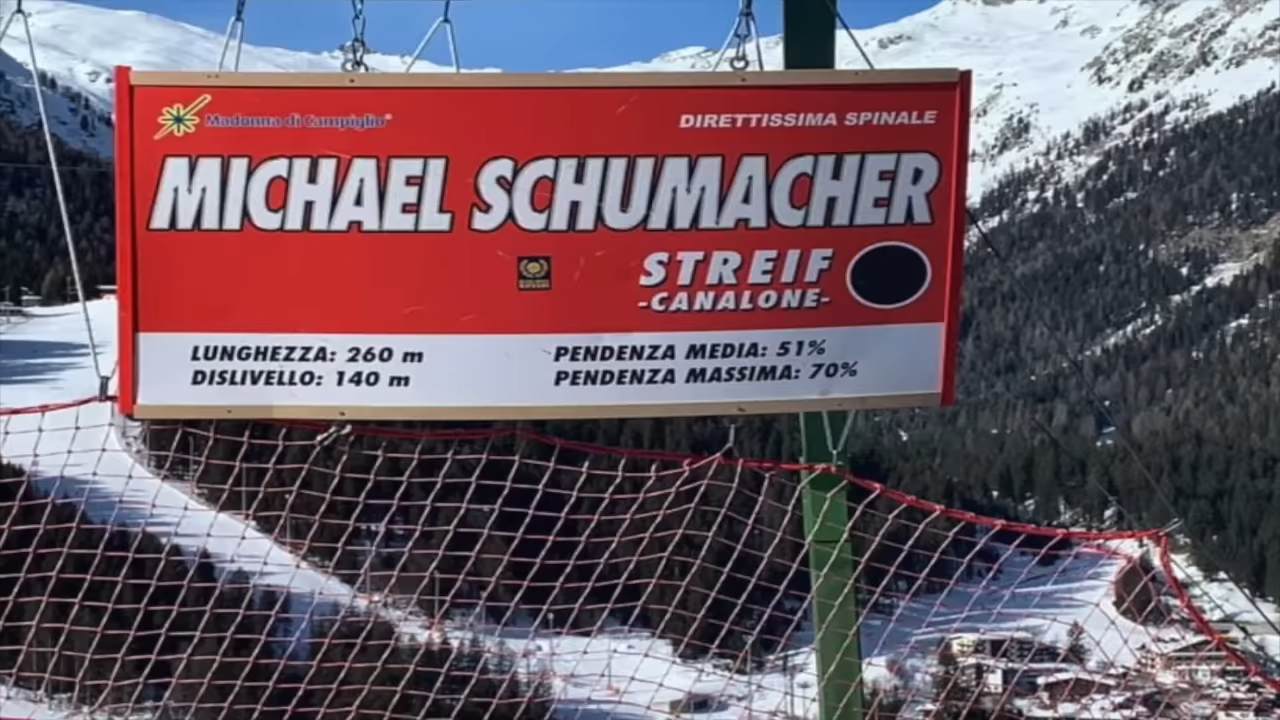 Madonna di Campiglio
DIRETTISSIMA SPINALE
MICHAEL SCHUMACHER
STREIF
-CANALONE-
LUNGHEZZA: 260 m
PENDENZA MEDIA: 51%
DISLIVELLO: 140 m
PENDENZA MASSIMA: 70%